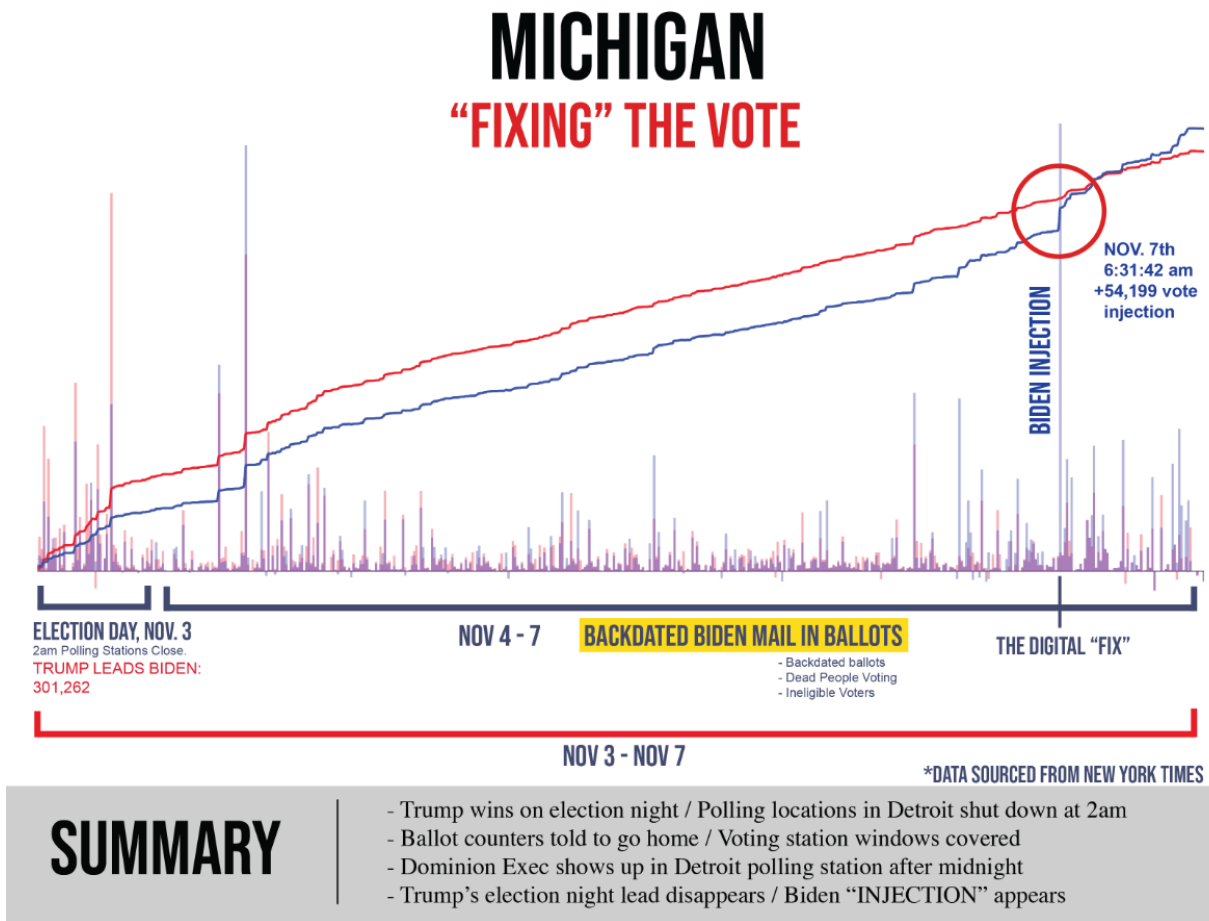 MICHIGAN
“FIXING” THE VOTE
NOV. 7th
6:31:42 am
+54,199 vote
injection
BIDEN INJECTION
ELECTION DAY, NOV. 3
2am Polling Stations Close.
TRUMP LEADS BIDEN:
301,262
NOV 4 - 7
BACKDATED BIDEN MAIL IN BALLOTS
- Backdated ballots
- Dead People Voting
- Ineligible Voters
THE DIGITAL “FIX”
NOV 3 - NOV 7
*DATA SOURCED FROM NEW YORK TIMES
SUMMARY
- Trump wins on election night / Polling locations in Detroit shut down at 2am
- Ballot counters told to go home / Voting station windows covered
- Dominion Exec shows up in Detroit polling station after midnight
- Trump’s election night lead disappears / Biden “INJECTION” appears